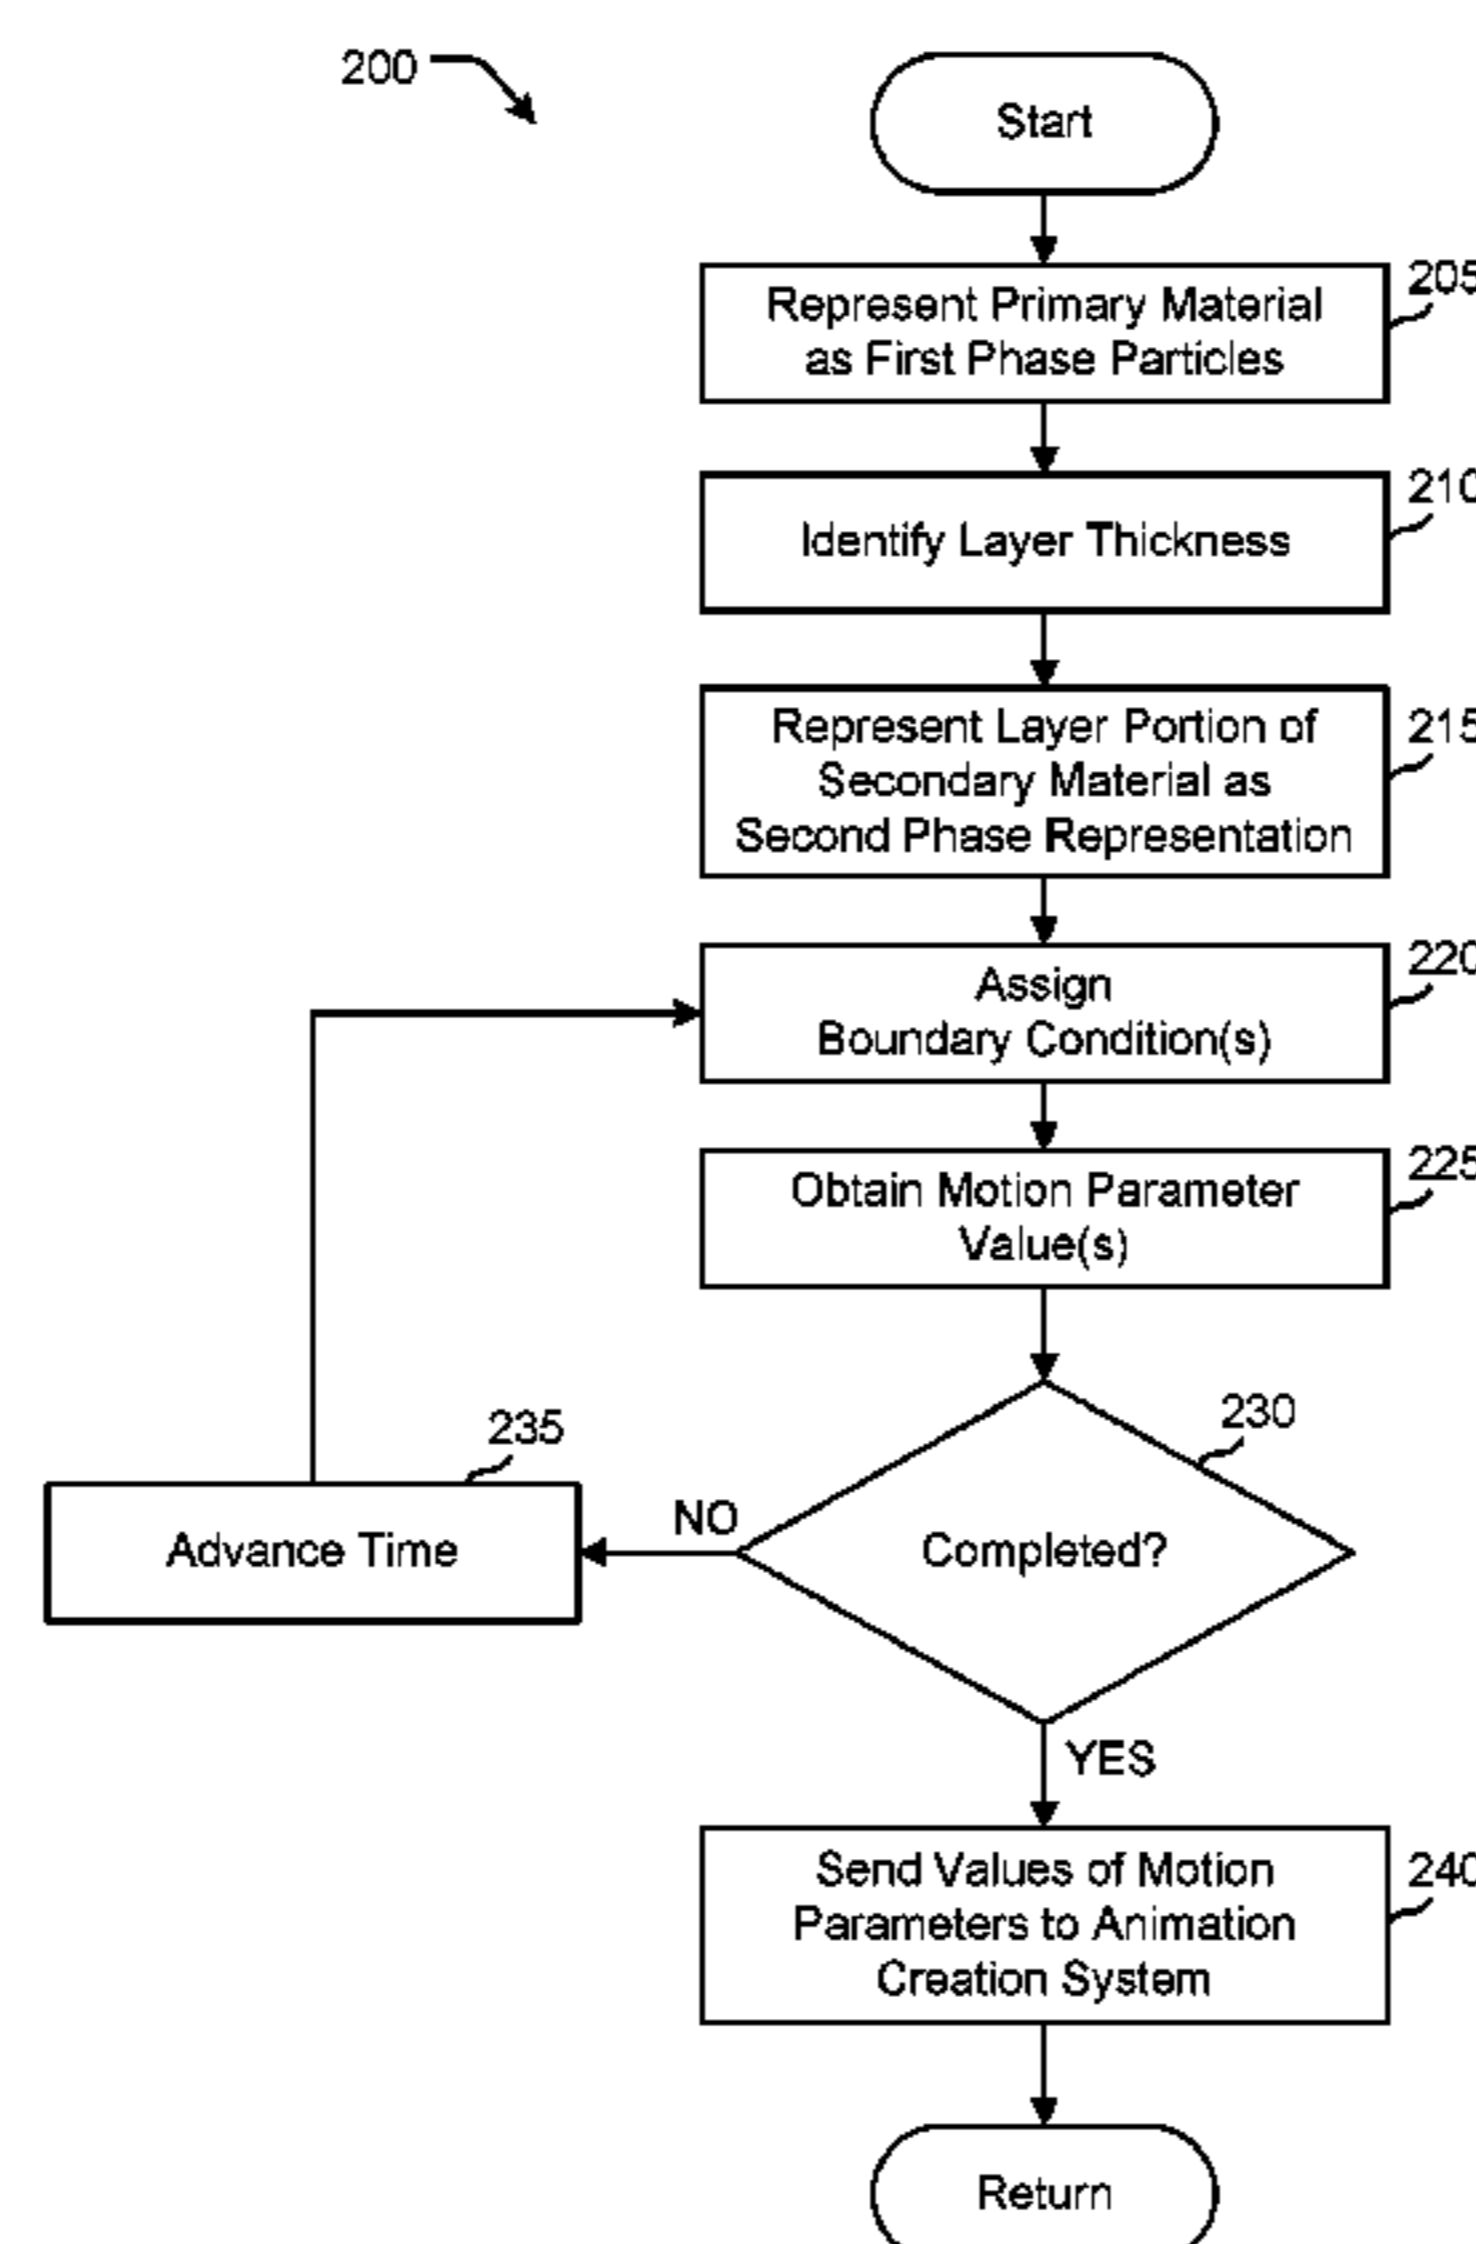 200
Start
205
Represent Primary Material
as First Phase Particles
210
Identify Layer Thickness
215
Represent Layer Portion of
Secondary Material as
Second Phase Representation
220
Assign
Boundary Condition(s)
225
Obtain Motion Parameter
Value(s)
230
Completed?
NO
235
Advance Time
YES
240
Send Values of Motion
Parameters to Animation
Creation System
Return